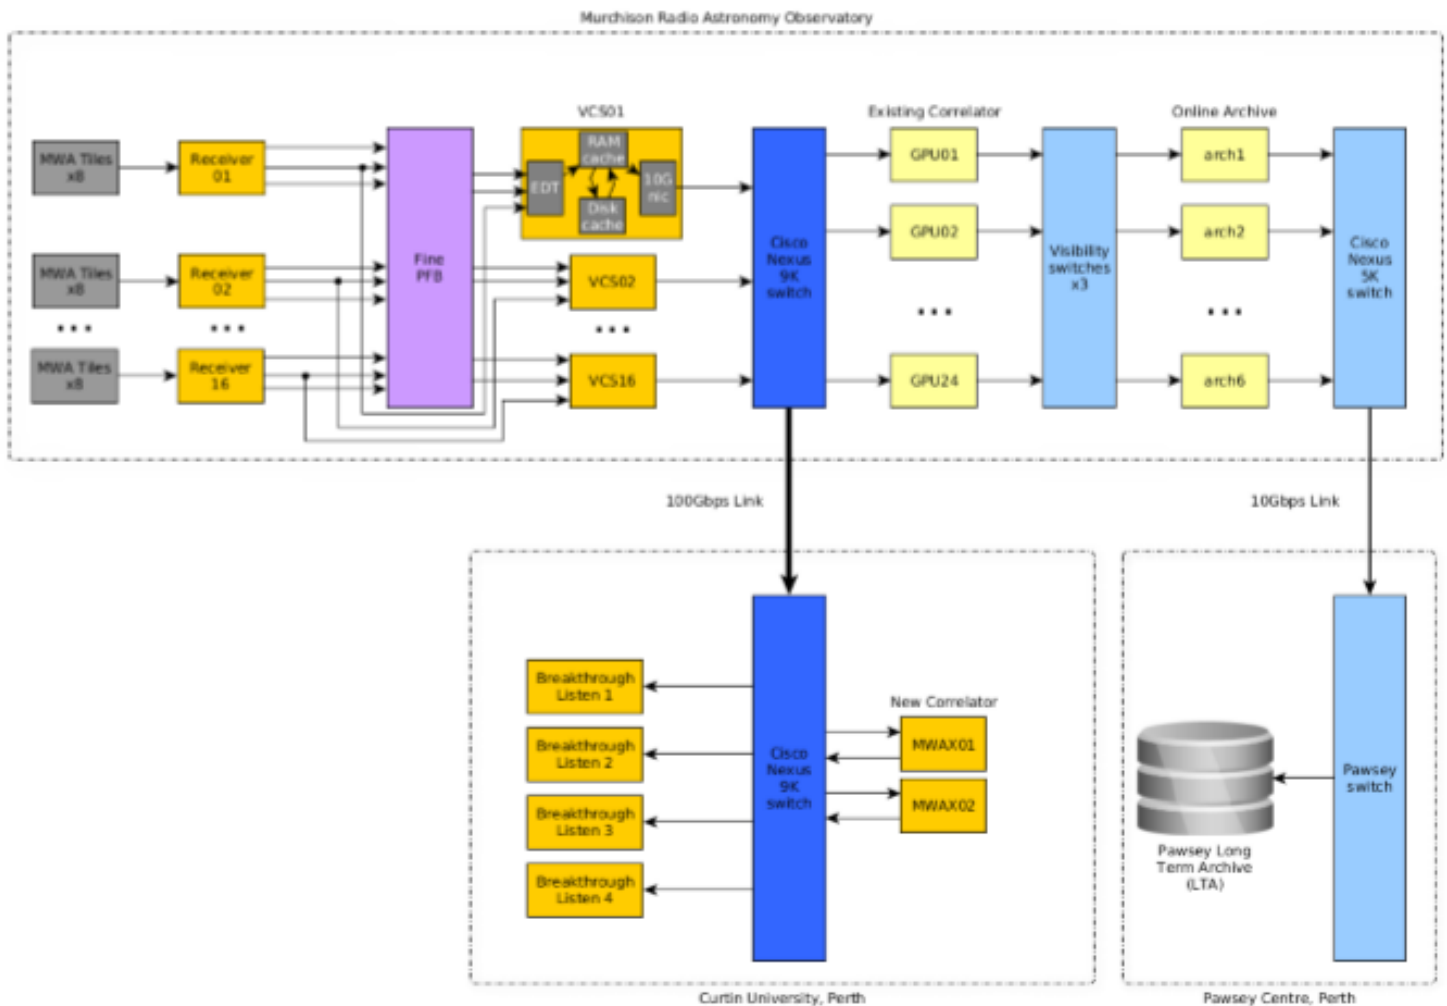 Murchison Radio Astronomy Observatory
VCS01
Existing Correlator
Online Archive
MWA Tiles
x8
Receiver
01
EDT
RAM
cache
Disk
cache
10G
nic
GPU01
arch1
MWA Tiles
x8
Receiver
02
Fine
PFB
VCS02
Cisco
Nexus
9K
switch
GPU02
Visibility
switches
x3
arch2
Cisco
Nexus
5K
switch
•••
•••
•••
•••
•••
MWA Tiles
x8
Receiver
16
VCS16
GPU24
arch6
100Gbps Link
10Gbps Link
Breakthrough
Listen 1
Breakthrough
Listen 2
Breakthrough
Listen 3
Breakthrough
Listen 4
Cisco
Nexus
9K
switch
New Correlator
MWAX01
MWAX02
Pawsey
switch
Pawsey Long
Term Archive
(LTA)
Curtin University, Perth
Pawsey Centre, Perth